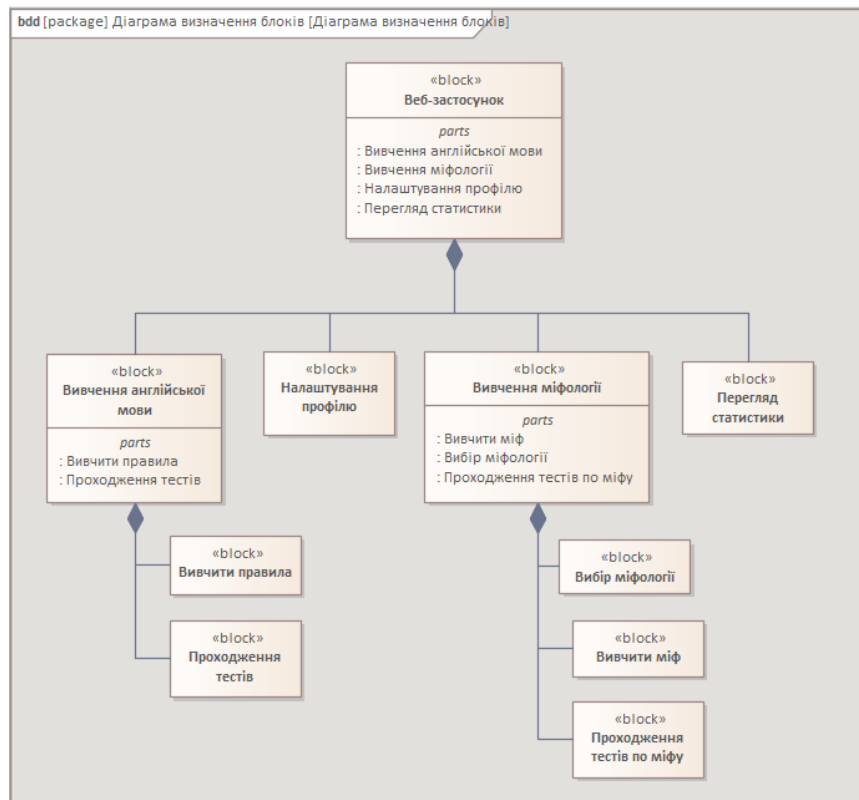 bdd [package] Діаграма визначення блоків [Діаграма визначення блоків]
«block»
Веб-застосунок
parts
: Вивчення англійської мови
: Вивчення міфології
: Налаштування профілю
: Перегляд статистики
«block»
Вивчення англійської
мови
parts
: Вивчити правила
: Проходження тестів
«block»
Налаштування
профілю
«block»
Вивчення міфології
parts
: Вивчити міф
: Вибір міфології
: Проходження тестів по міфу
«block»
Перегляд
статистики
«block»
Вивчити правила
«block»
Проходження
тестів
«block»
Вибір міфології
«block»
Вивчити міф
«block»
Проходження
тестів по міфу